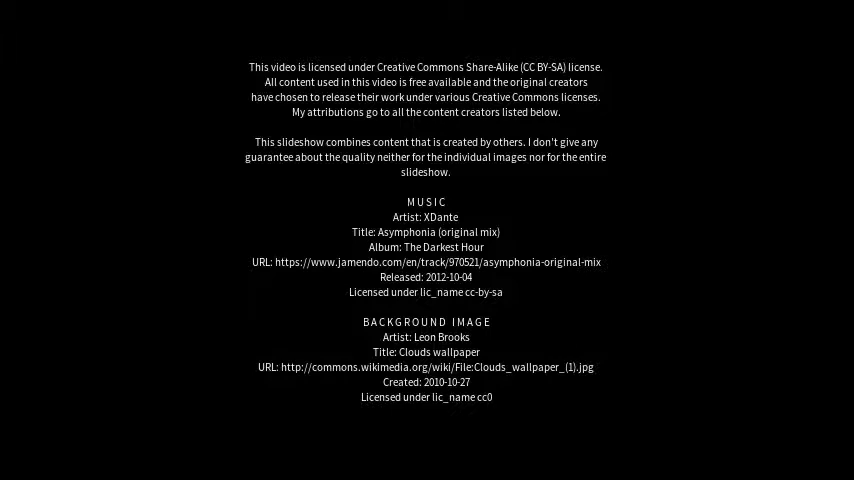 This video is licensed under Creative Commons Share-Alike (CC BY-SA) license.
All content used in this video is free available and the original creators
have chosen to release their work under various Creative Commons licenses.
My attributions go to all the content creators listed below.
This slideshow combines content that is created by others. I don't give any
guarantee about the quality neither for the individual images nor for the entire
slideshow.
MUSIC
Artist: XDante
Title: Asymphonia (original mix)
Album: The Darkest Hour
URL: https://www.jamendo.com/en/track/970521/asymphonia-original-mix
Released: 2012-10-04
Licensed under lic_name cc-by-sa
BACKGROUND IMAGE
Artist: Leon Brooks
Title: Clouds wallpaper
URL: http://commons.wikimedia.org/wiki/File:Clouds_wallpaper_(1).jpg
Created: 2010-10-27
Licensed under lic_name cc0